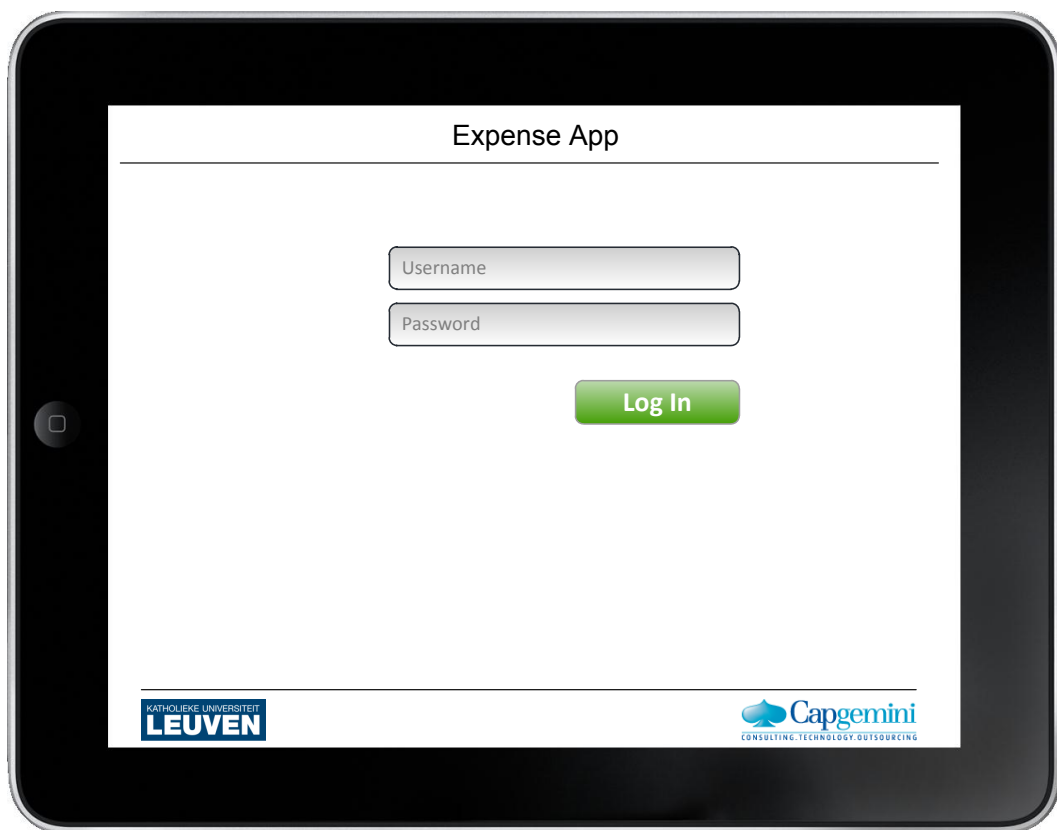 Expense App
Username
Password
Log In
KATHOLIEKE UNIVERSITEIT
LEUVEN
Capgemini
CONSULTING.TECHNOLOGY.OUTSOURCING